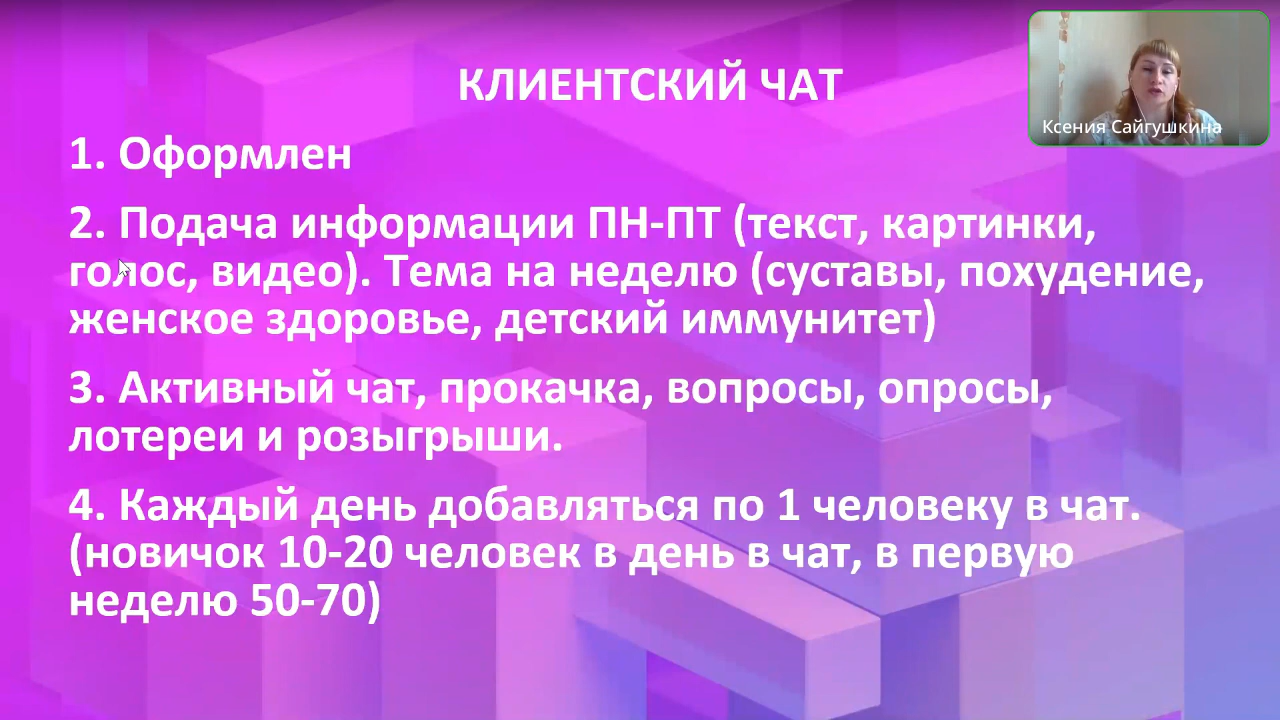 КЛИЕНТСКИЙ ЧАТ
Ксения Сайгушкина
1. Оформлен
2. Подача информации ПН-ПТ (текст, картинки,
голос, видео). Тема на неделю (суставы, похудение,
женское здоровье, детский иммунитет)
3. Активный чат, прокачка, вопросы, опросы,
лотереи и розыгрыши.
4. Каждый день добавляться по 1 человеку в чат.
(новичок 10-20 человек в день в чат, в первую
неделю 50-70)